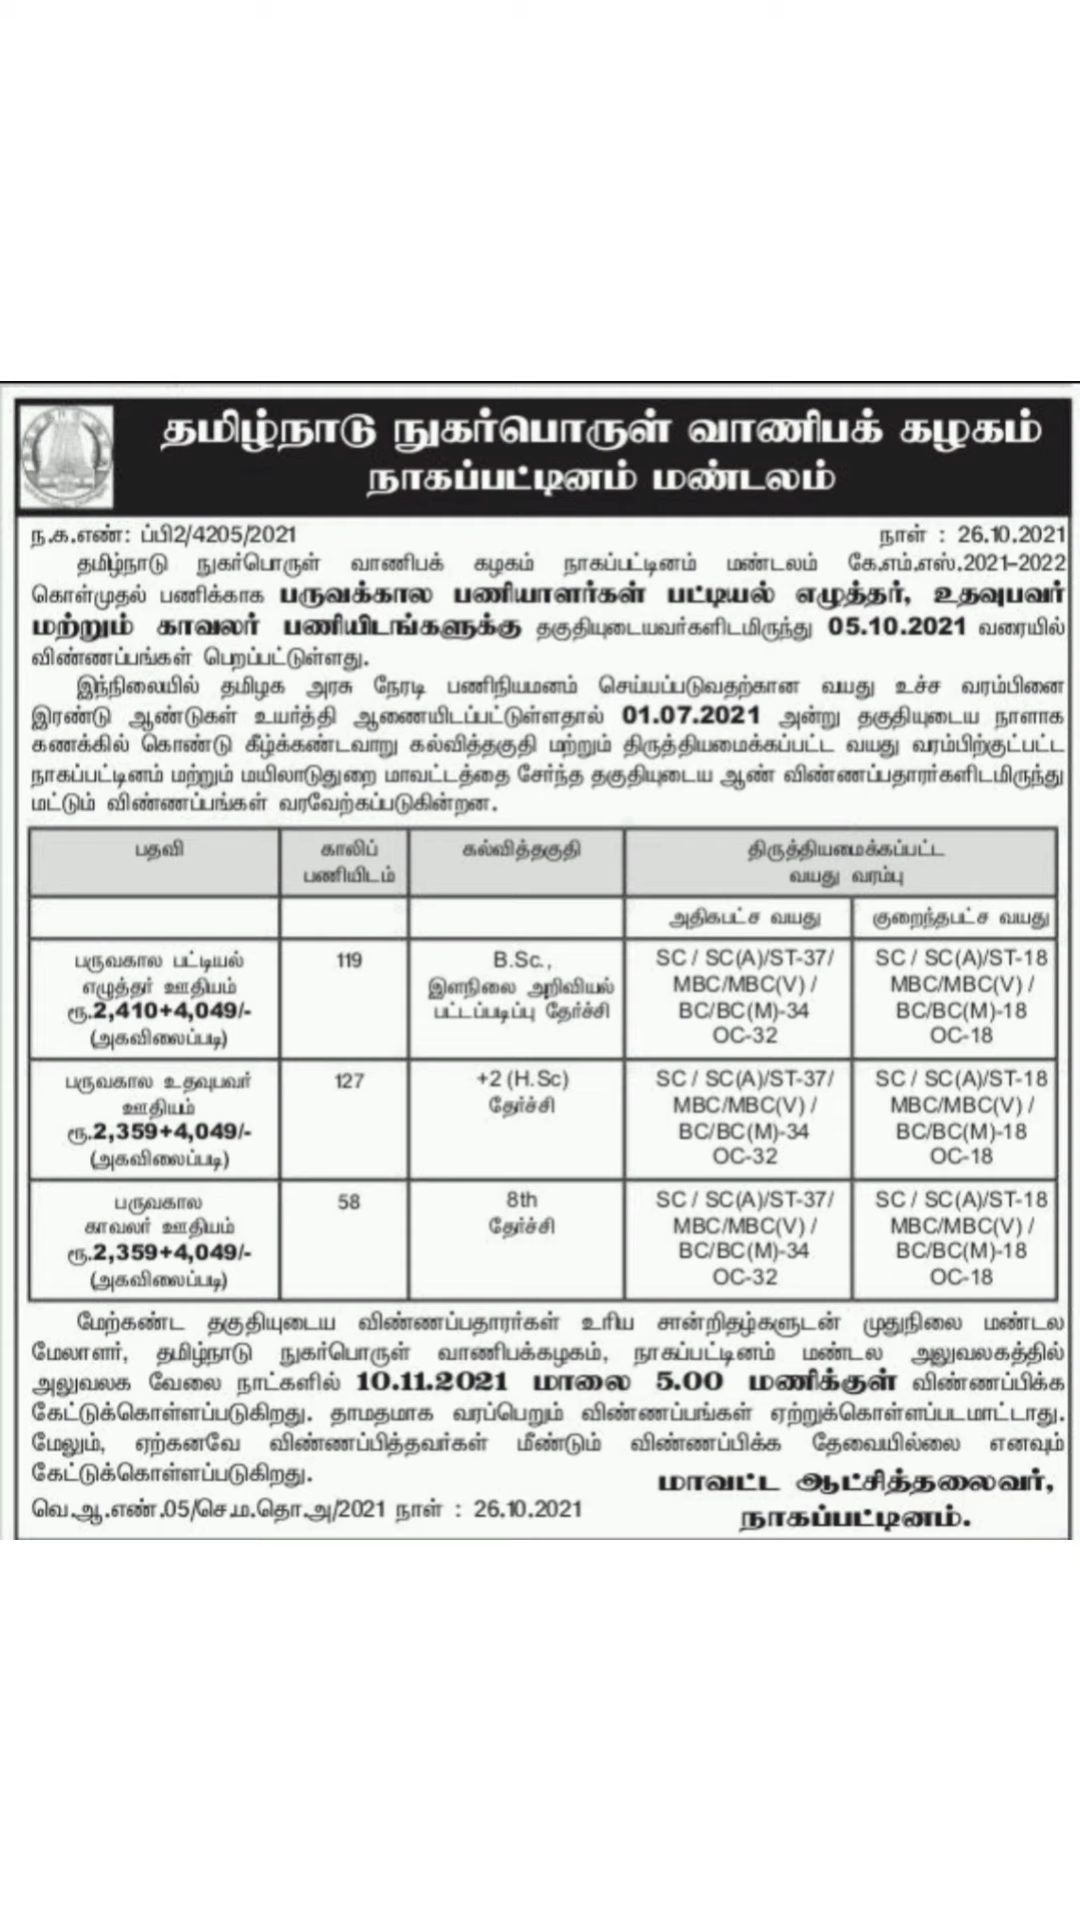 தமிழ்நாடு நுகர்பொருள் வாணிபக் கழகம்
நாகப்பட்டினம் மண்டலம்
ந.க.எண்: ப்பி2/4205/2021 நாள் : 26.10.2021
தமிழ்நாடு நுகர்பொருள் வாணிபக் கழகம் நாகப்பட்டினம் மண்டலம் கே.எம்.எஸ்.2021–2022
கொள்முதல் பணிக்காக பருவக்கால பணியாளர்கள் பட்டியல் எழுத்தர், உதவுபவர்
மற்றும் காவலர் பணியிடங்களுக்கு தகுதியுடையவர்களிடமிருந்து 05.10.2021 வரையில்
விண்ணப்பங்கள் பெறப்பட்டுள்ளது.
இந்நிலையில் தமிழக அரசு நேரடி பணிநியமனம் செய்யப்படுவதற்கான வயது உச்ச வரம்பினை
இரண்டு ஆண்டுகள் உயர்த்தி ஆணையிடப்பட்டுள்ளதால் 01.07.2021 அன்று தகுதியுடைய நாளாக
கணக்கில் கொண்டு கீழ்க்கண்டவாறு கல்வித்தகுதி மற்றும் திருத்தியமைக்கப்பட்ட வயது வரம்பிற்குட்பட்ட
நாகப்பட்டினம் மற்றும் மயிலாடுதுறை மாவட்டத்தை சேர்ந்த தகுதியுடைய ஆண் விண்ணப்பதாரர்களிடமிருந்து
மட்டும் விண்ணப்பங்கள் வரவேற்கப்படுகின்றன.
பதவி காலிப் கல்வித்தகுதி திருத்தியமைக்கப்பட்ட
பணியிடம் வயது வரம்பு
அதிகபட்ச வயது குறைந்தபட்ச வயது
பருவகால பட்டியல் 119 B.Sc., SC / SC(A)/ST-37/ SC / SC(A)/ST-18
எழுத்தர் ஊதியம் இளநிலை அறிவியல் MBC/MBC(V) / MBC/MBC(V) /
ரூ.2,410+4,049/- பட்டப்படிப்பு தேர்ச்சி BC/BC(M)-34 BC/BC(M)-18
(அகவிலைப்படி) OC-32 OC-18
பருவகால உதவுபவர் 127 +2 (H.Sc) SC / SC(A)/ST-37/ SC / SC(A)/ST-18
ஊதியம் தேர்ச்சி MBC/MBC(V) / MBC/MBC(V) /
ரூ.2,359+4,049/- BC/BC(M)-34 BC/BC(M)-18
(அகவிலைப்படி) OC-32 OC-18
பருவகால 58 8th SC / SC(A)/ST-37/ SC / SC(A)/ST-18
காவலர் ஊதியம் தேர்ச்சி MBC/MBC(V) / MBC/MBC(V) /
ரூ.2,359+4,049/- BC/BC(M)-34 BC/BC(M)-18
(அகவிலைப்படி) OC-32 OC-18
மேற்கண்ட தகுதியுடைய விண்ணப்பதாரர்கள் உரிய சான்றிதழ்களுடன் முதுநிலை மண்டல
மேலாளர், தமிழ்நாடு நுகர்பொருள் வாணிபக்கழகம், நாகப்பட்டினம் மண்டல அலுவலகத்தில்
அலுவலக வேலை நாட்களில் 10.11.2021 மாலை 5.00 மணிக்குள் விண்ணப்பிக்க
கேட்டுக்கொள்ளப்படுகிறது. தாமதமாக வரப்பெறும் விண்ணப்பங்கள் ஏற்றுக்கொள்ளப்படமாட்டாது.
மேலும், ஏற்கனவே விண்ணப்பித்தவர்கள் மீண்டும் விண்ணப்பிக்க தேவையில்லை எனவும்
கேட்டுக்கொள்ளப்படுகிறது.
மாவட்ட ஆட்சித்தலைவர்,
வெ.ஆ.எண்.05/செ.ம.தொ.அ/2021 நாள் : 26.10.2021
நாகப்பட்டினம்.